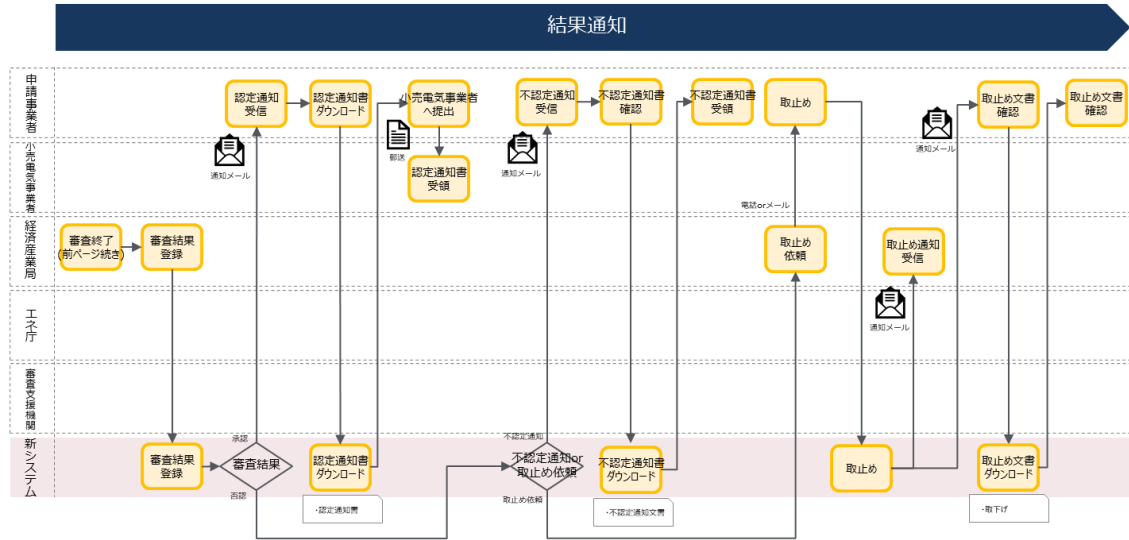 結果通知
申請事業者
認定通知
受信
認定通知書
ダウンロード
小売電気事業者
へ提出
不認定通知
受信
不認定通知書
確認
不認定通知書
受領
取止め
取止め文書
確認
取止め文書
確認
通知メール
郵送
通知メール
通知メール
小売電気事業者
認定通知書
受領
電話orメール
経済産業局
審査終了
(前ページ続き)
審査結果
登録
取止め
依頼
取止め通知
受信
エネ庁
通知メール
審査支援機関
新システム
審査結果
登録
承認
審査結果
否認
認定通知書
ダウンロード
・認定通知書
不認定通知
不認定通知or
取止め依頼
取止め依頼
不認定通知書
ダウンロード
・不認定通知文書
取止め
取止め文書
ダウンロード
・取下げ